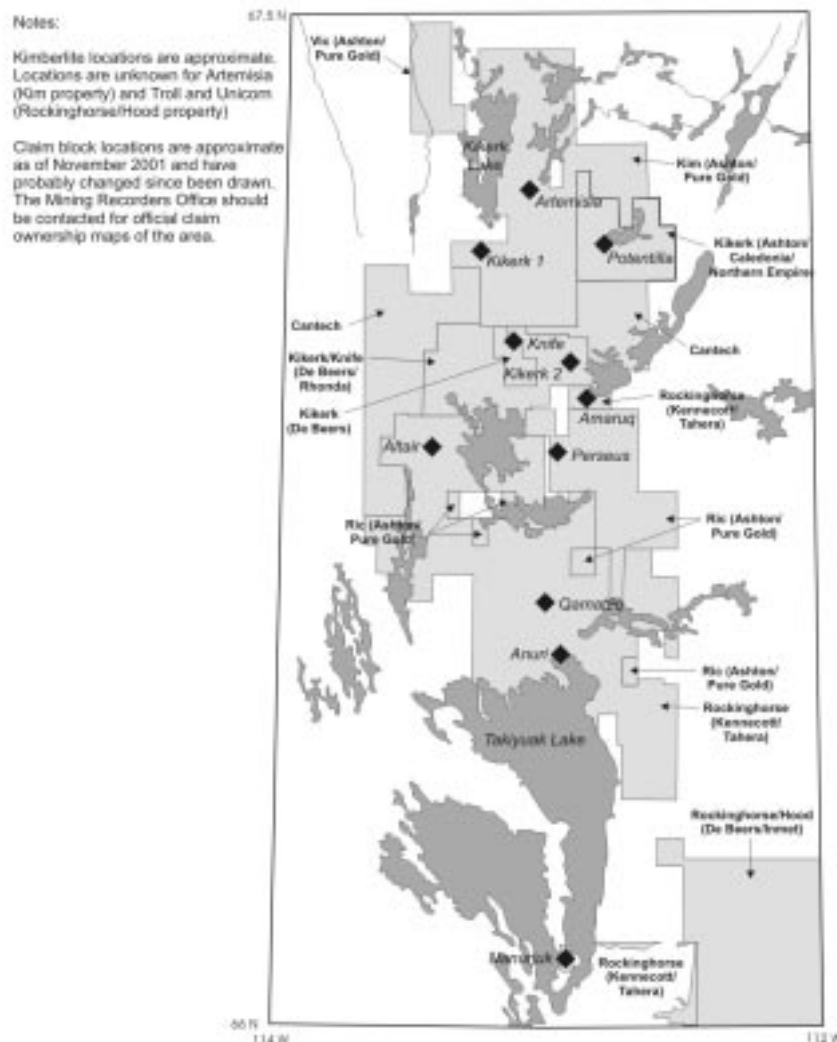 Notes:
Kimberlite locations are approximate.
Locations are unknown for Artemisia
(Kim property) and Troll and Unicorn
(Rockinghorse/Hood property)
Claim block locations are approximate
as of November 2001 and have
probably changed since been drawn.
The Mining Recorders Office should
be contacted for official claim
ownership maps of the area.
67.5 N
Vic (Ashton/
Pure Gold)
Kikerk
Lake
Kim (Ashton/
Pure Gold)
Artemisia
Kikerk (Ashton/
Caledonia/
Northern Empire)
Potentilla
Kikerk 1
Cantech
Cantech
Knife
Kikerk/Knife
(De Beers/
Rhonda)
Kikerk 2
Kikerk
(De Beers)
Rockinghorse
(Kennecott/
Tahera)
Amaruq
Altair
Perseus
Ric (Ashton/
Pure Gold)
Ric (Ashton/
Pure Gold)
Anuri
Ric (Ashton/
Pure Gold)
Rockinghorse
(Kennecott/
Tahera)
Takiyuak Lake
Rockinghorse/Hood
(De Beers/Inmet)
Rockinghorse
(Kennecott/
Tahera)
66 N
114 W